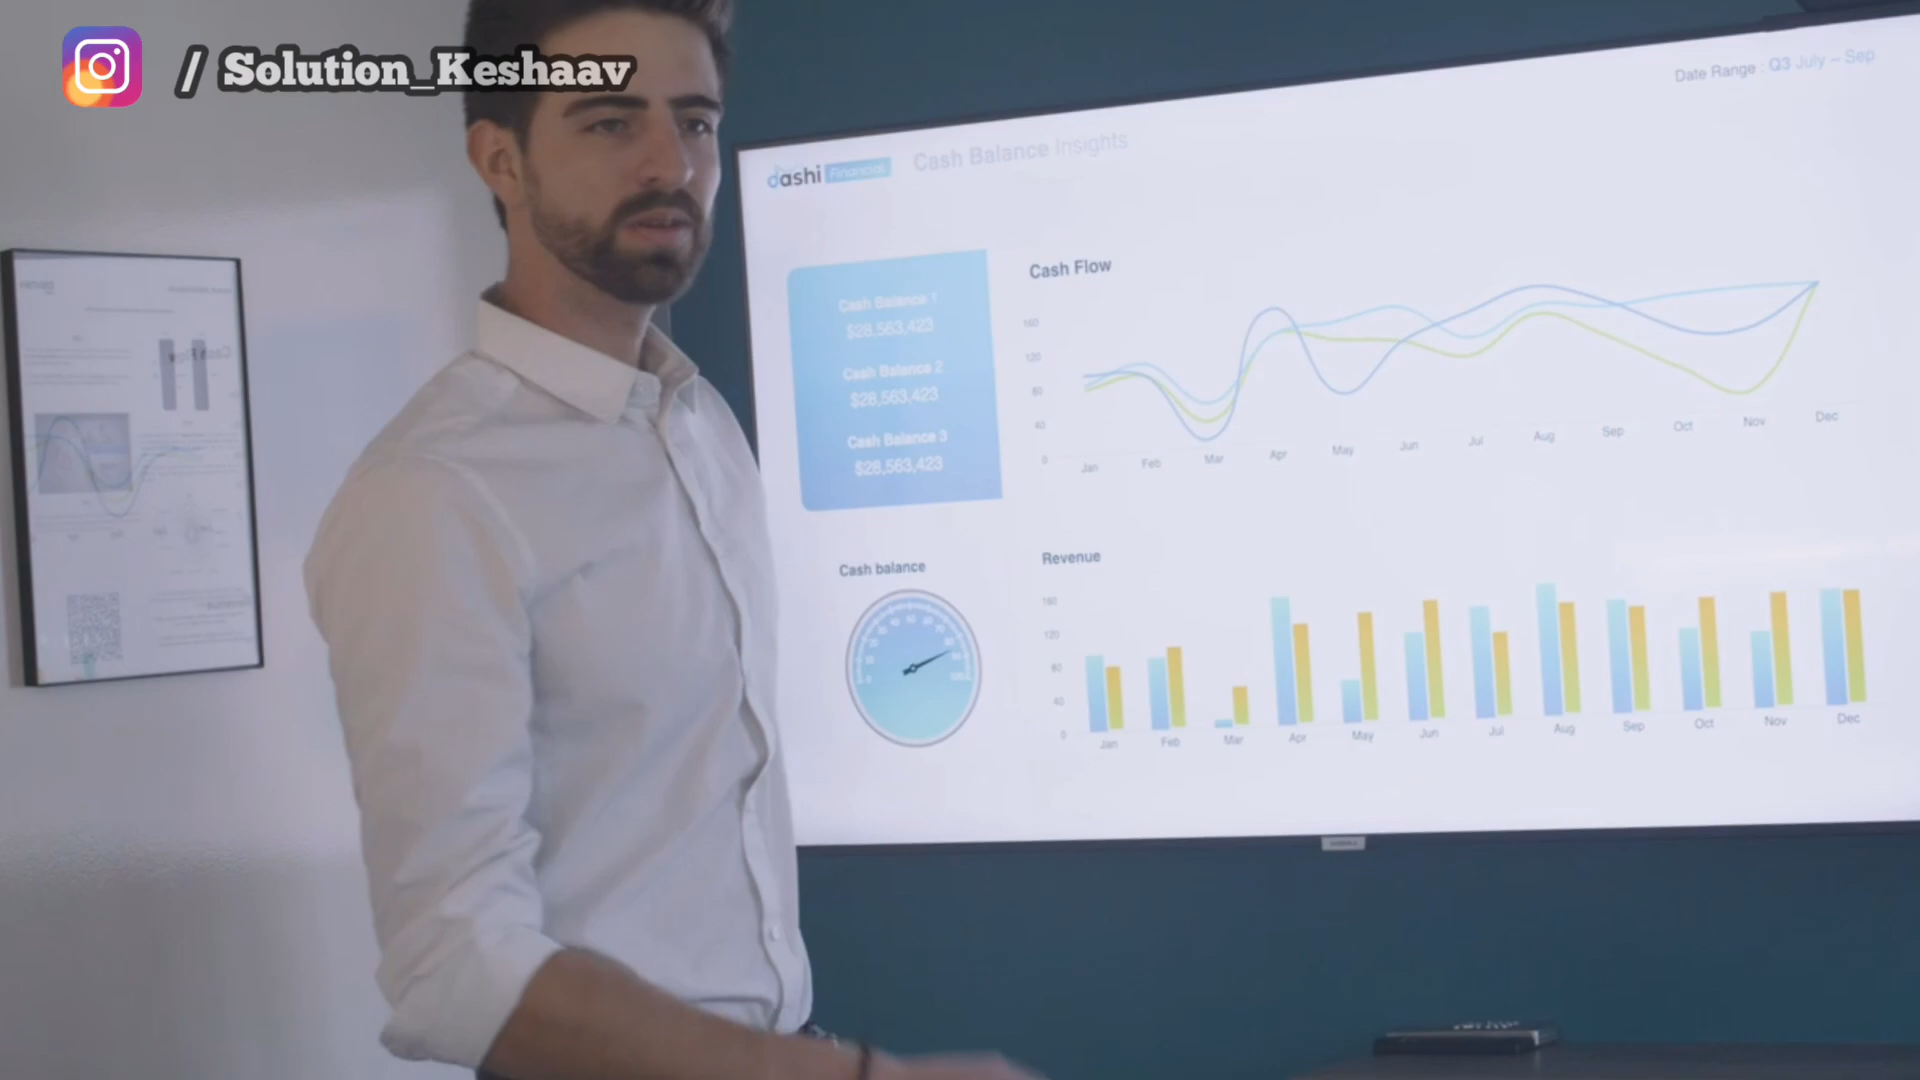 / Solution_Keshaav
Date Range : Q3 July – Sep
dashi Financial
Cash Balance Insights
Cash Balance 1
$28,563,423
Cash Balance 2
$28,563,423
Cash Balance 3
$28,563,423
Cash Flow
160
120
80
40
0
Jan Feb Mar Apr May Jun Jul Aug Sep Oct Nov Dec
Cash balance
Revenue
160
120
80
40
0
Jan Feb Mar Apr May Jun Jul Aug Sep Oct Nov Dec